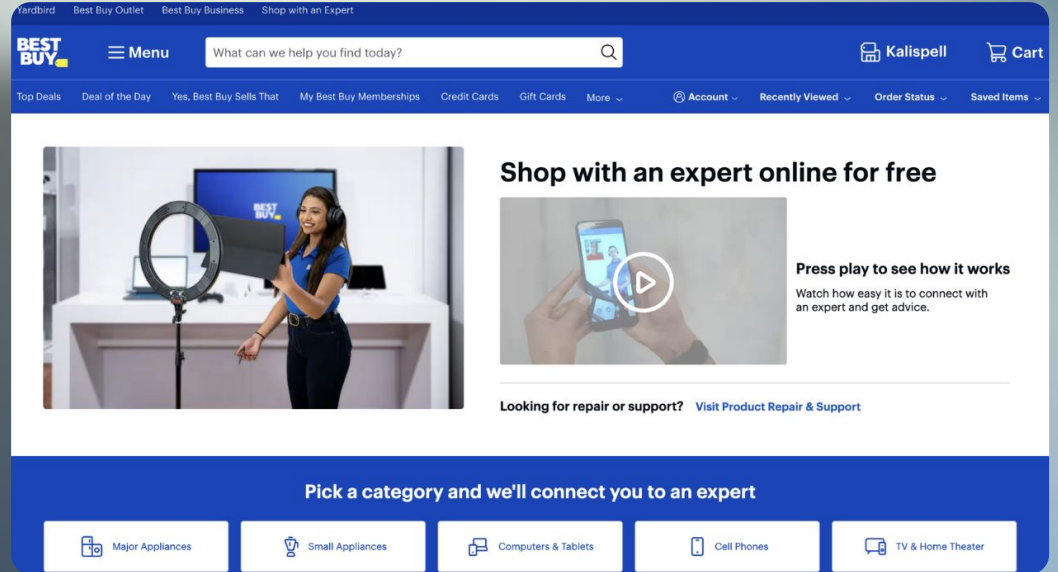 Yardbird Best Buy Outlet Best Buy Business Shop with an Expert
BEST
BUY
Menu
What can we help you find today?
Kalispell
Cart
Top Deals Deal of the Day Yes, Best Buy Sells That My Best Buy Memberships Credit Cards Gift Cards More Account Recently Viewed Order Status Saved Items
BEST
BUY
Shop with an expert online for free
Press play to see how it works
Watch how easy it is to connect with
an expert and get advice.
Looking for repair or support? Visit Product Repair & Support
Pick a category and we'll connect you to an expert
Major Appliances Small Appliances Computers & Tablets Cell Phones TV & Home Theater